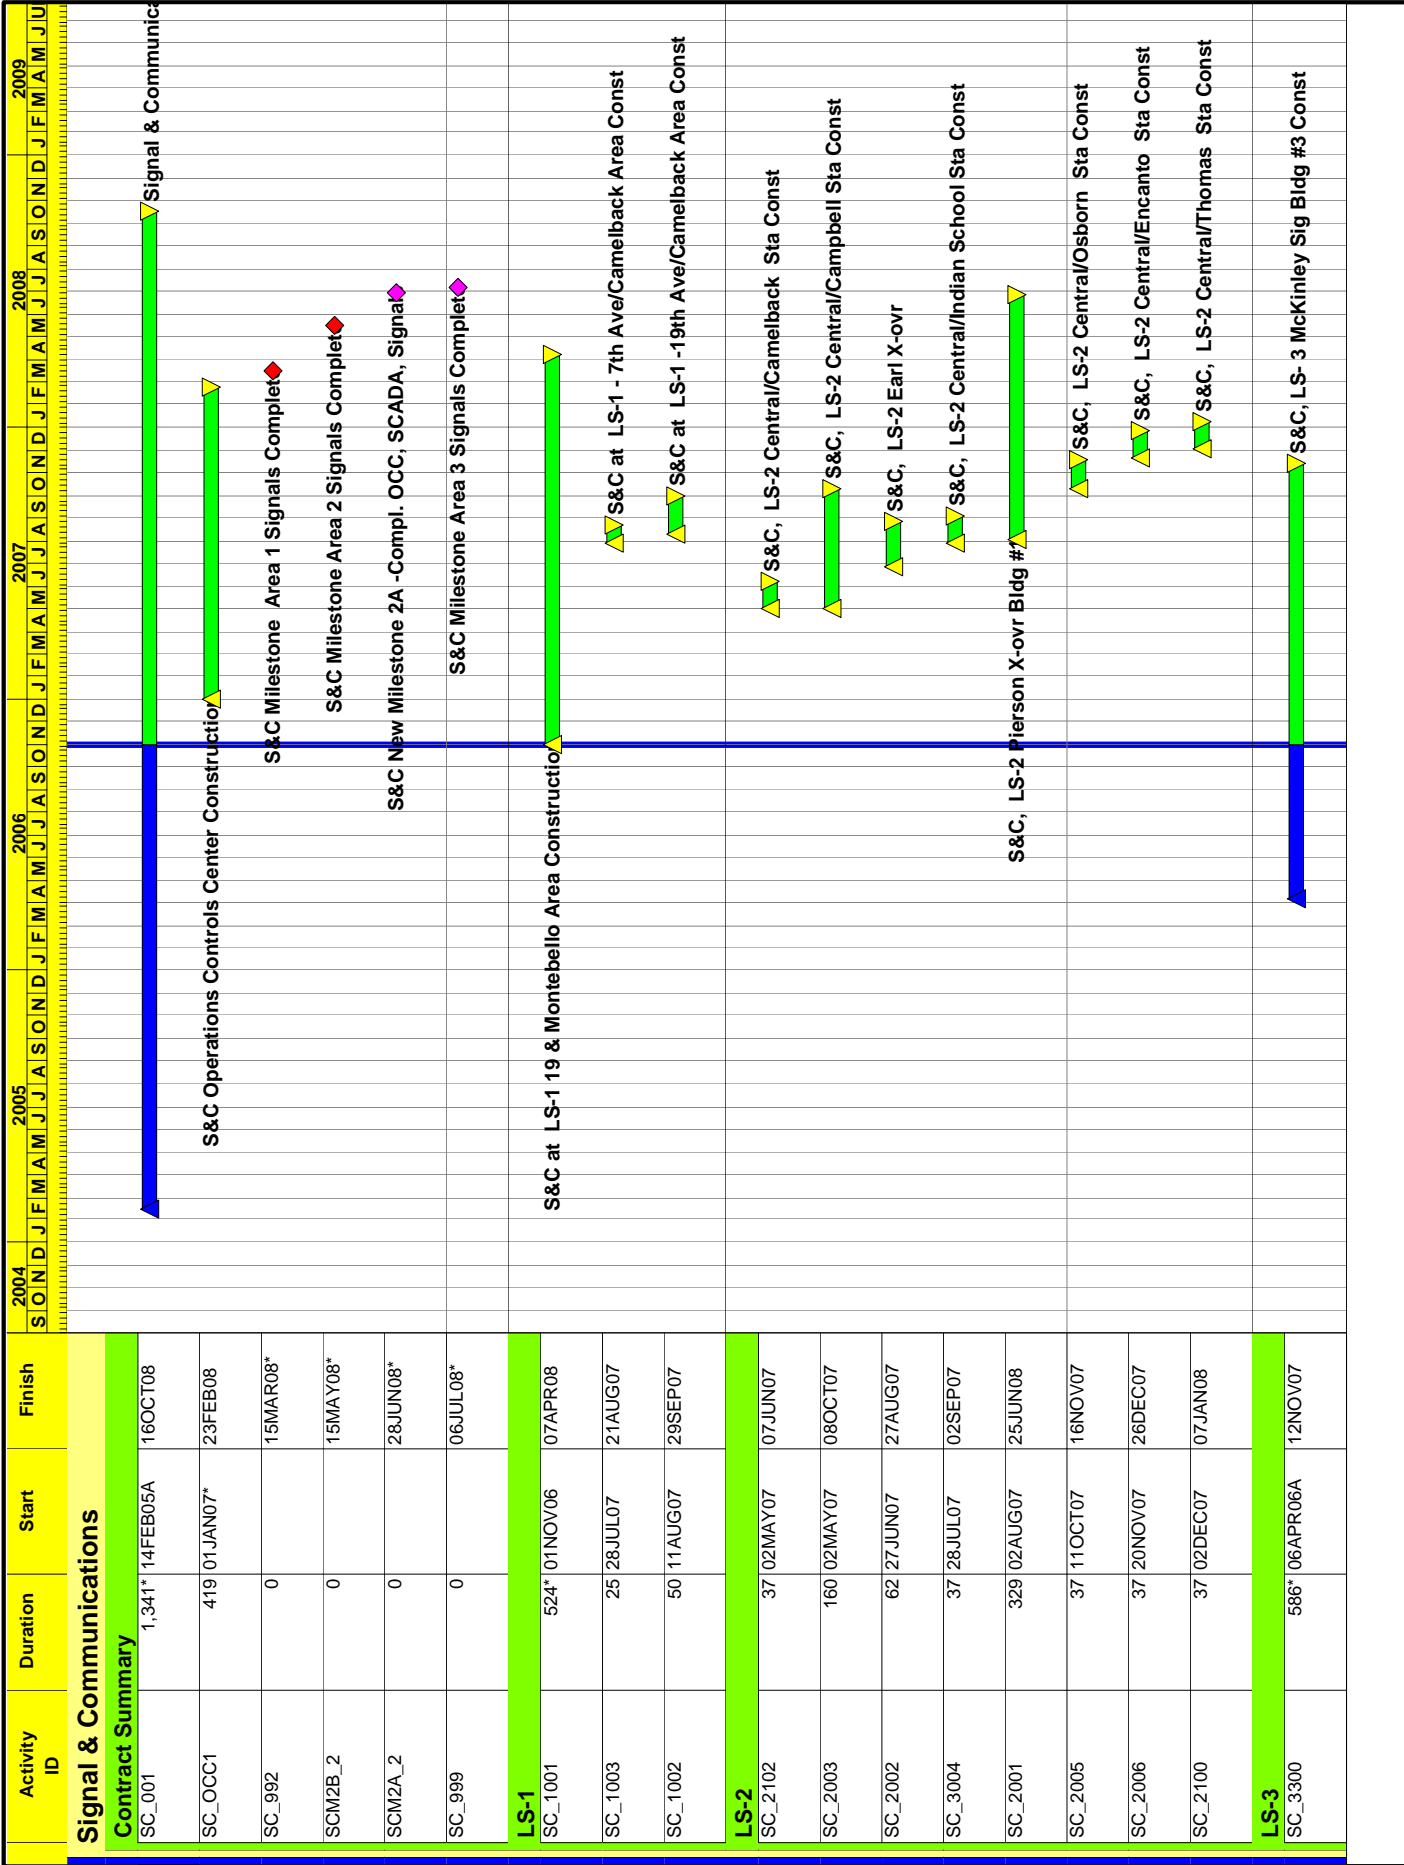 Activity ID Duration Start Finish 2004 2005 2006 2007 2008 2009
S O N D J F M A M J J A S O N D J F M A M J J A S O N D J F M A M J J A S O N D J F M A M J J A S O N D J F M A M JU
Signal & Communications
Contract Summary
SC_001 1,341* 14FEB05A 16OCT08 Signal & Communica
SC_OCC1 419 01JAN07* 23FEB08 S&C Operations Controls Center Construction
SC_992 0 15MAR08* S&C Milestone Area 1 Signals Complete
SCM2B_2 0 15MAY08* S&C Milestone Area 2 Signals Complete
SCM2A_2 0 28JUN08* S&C New Milestone 2A -Compl. OCC, SCADA, Signal
SC_999 0 06JUL08* S&C Milestone Area 3 Signals Complete
LS-1
SC_1001 524* 01NOV06 07APR08 S&C at LS-1 19 & Montebello Area Construction
SC_1003 25 28JUL07 21AUG07 S&C at LS-1 - 7th Ave/Camelback Area Const
SC_1002 50 11AUG07 29SEP07 S&C at LS-1 -19th Ave/Camelback Area Const
LS-2
SC_2102 37 02MAY07 07JUN07 S&C, LS-2 Central/Camelback Sta Const
SC_2003 160 02MAY07 08OCT07 S&C, LS-2 Central/Campbell Sta Const
SC_2002 62 27JUN07 27AUG07 S&C, LS-2 Earl X-ovr
SC_3004 37 28JUL07 02SEP07 S&C, LS-2 Central/Indian School Sta Const
SC_2001 329 02AUG07 25JUN08 S&C, LS-2 Pierson X-ovr Bldg #1
SC_2005 37 11OCT07 16NOV07 S&C, LS-2 Central/Osborn Sta Const
SC_2006 37 20NOV07 26DEC07 S&C, LS-2 Central/Encanto Sta Const
SC_2100 37 02DEC07 07JAN08 S&C, LS-2 Central/Thomas Sta Const
LS-3
SC_3300 586* 06APR06A 12NOV07 S&C, LS- 3 McKinley Sig Bldg #3 Const